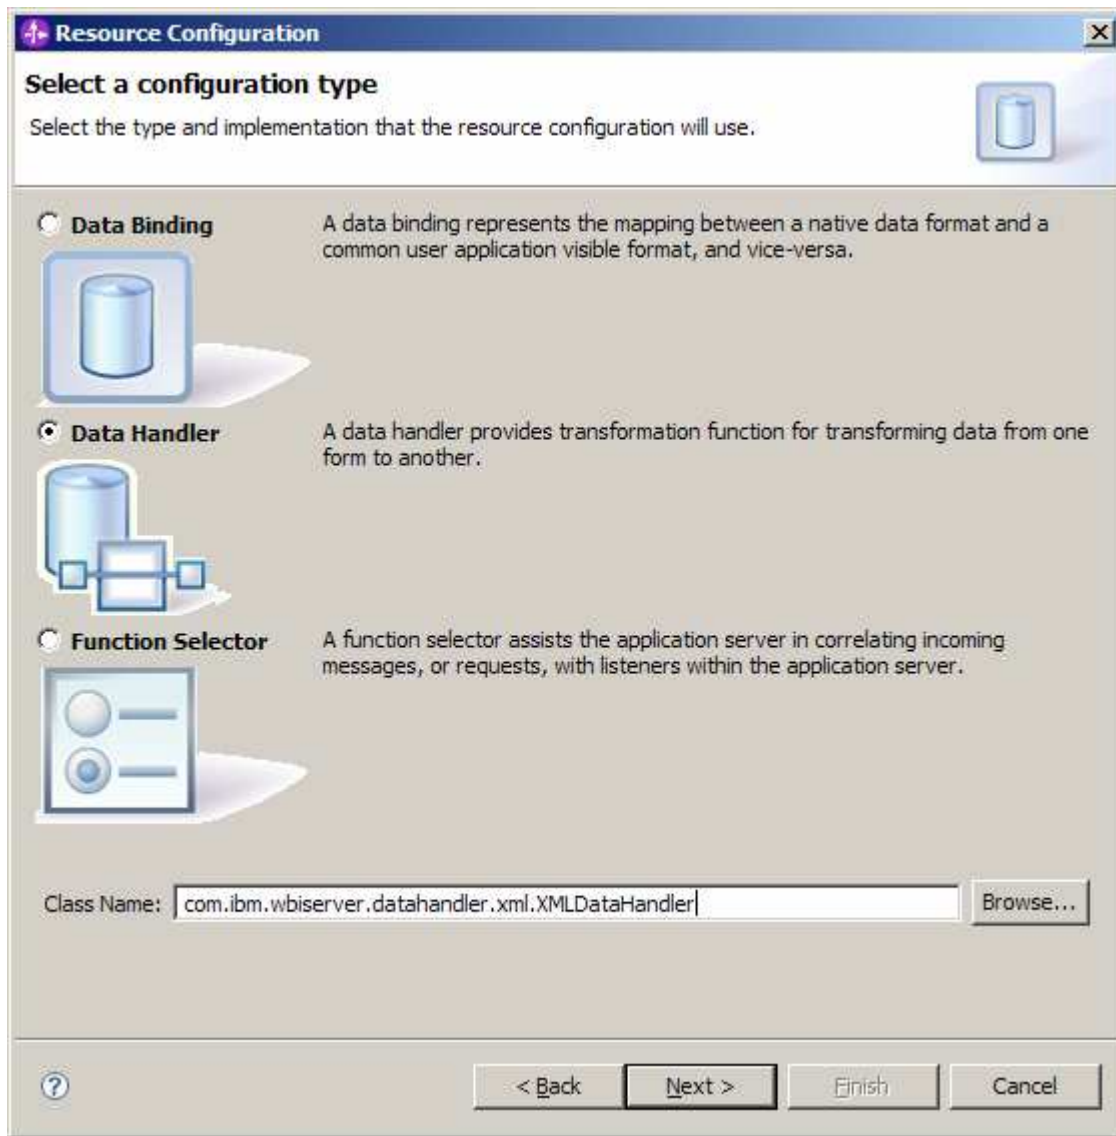 Resource Configuration
Select a configuration type
Select the type and implementation that the resource configuration will use.
Data Binding
A data binding represents the mapping between a native data format and a
common user application visible format, and vice-versa.
Data Handler
A data handler provides transformation function for transforming data from one
form to another.
Function Selector
A function selector assists the application server in correlating incoming
messages, or requests, with listeners within the application server.
Class Name: com.ibm.wbiserver.datahandler.xml.XMLDataHandler Browse...
? < Back Next > Finish Cancel